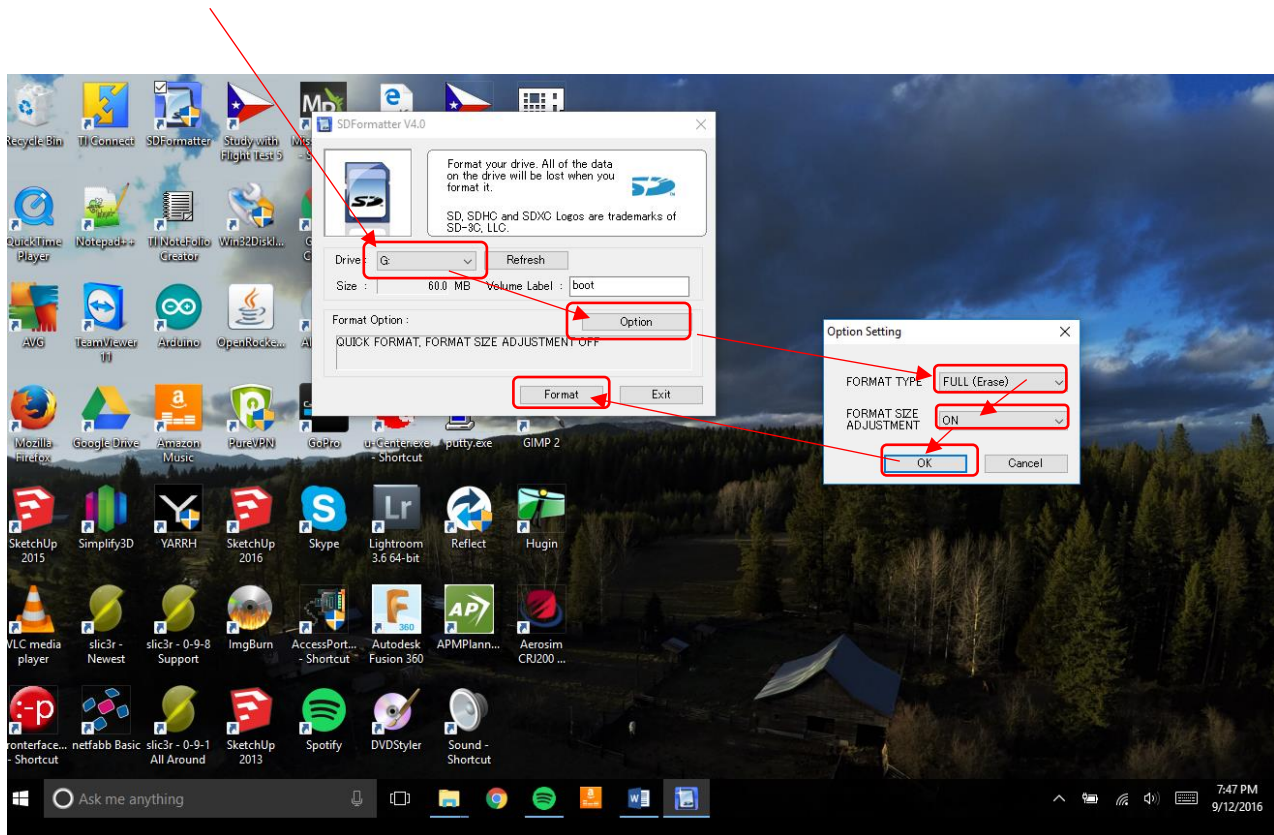 Recycle Bin
TI Connect
SDFormatter
Study with
Flight Test 5
SDFormatter V4.0
Format your drive. All of the data
on the drive will be lost when you
format it.
SD, SDHC and SDXC Logos are trademarks of
SD-3C, LLC.
Drive :
G:
Refresh
Size :
60.0 MB
Volume Label :
boot
Format Option :
Option
QUICK FORMAT, FORMAT SIZE ADJUSTMENT OFF
Format
Exit
Option Setting
FORMAT TYPE
FULL (Erase)
FORMAT SIZE
ADJUSTMENT
ON
OK
Cancel
QuickTime
Player
Notepad++
TI NoteFolio
Creator
Win32DiskI...
AVG
TeamViewer
11
Arduino
OpenRocke...
Mozilla
Firefox
Google Drive
Amazon
Music
PureVPN
GoPro
u-center.exe
- Shortcut
putty.exe
GIMP 2
SketchUp
2015
Simplify3D
YARRH
SketchUp
2016
Skype
Lightroom
3.6 64-bit
Reflect
Hugin
VLC media
player
slic3r -
Newest
slic3r - 0-9-8
Support
ImgBurn
AccessPort...
- Shortcut
Autodesk
Fusion 360
APMPlann...
Aerosim
CRJ200 ...
ronterface...
- Shortcut
netfabb Basic
slic3r - 0-9-1
All Around
SketchUp
2013
Spotify
DVDStyler
Sound -
Shortcut
Ask me anything
7:47 PM
9/12/2016